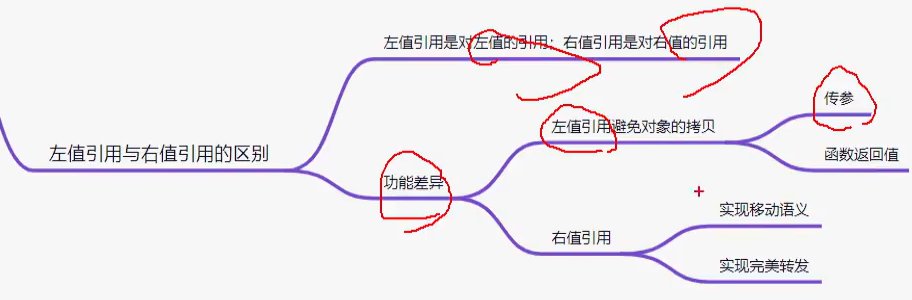 左值引用是对左值的引用；右值引用是对右值的引用
传参
左值引用避免对象的拷贝
左值引用与右值引用的区别
函数返回值
功能差异
实现移动语义
右值引用
实现完美转发